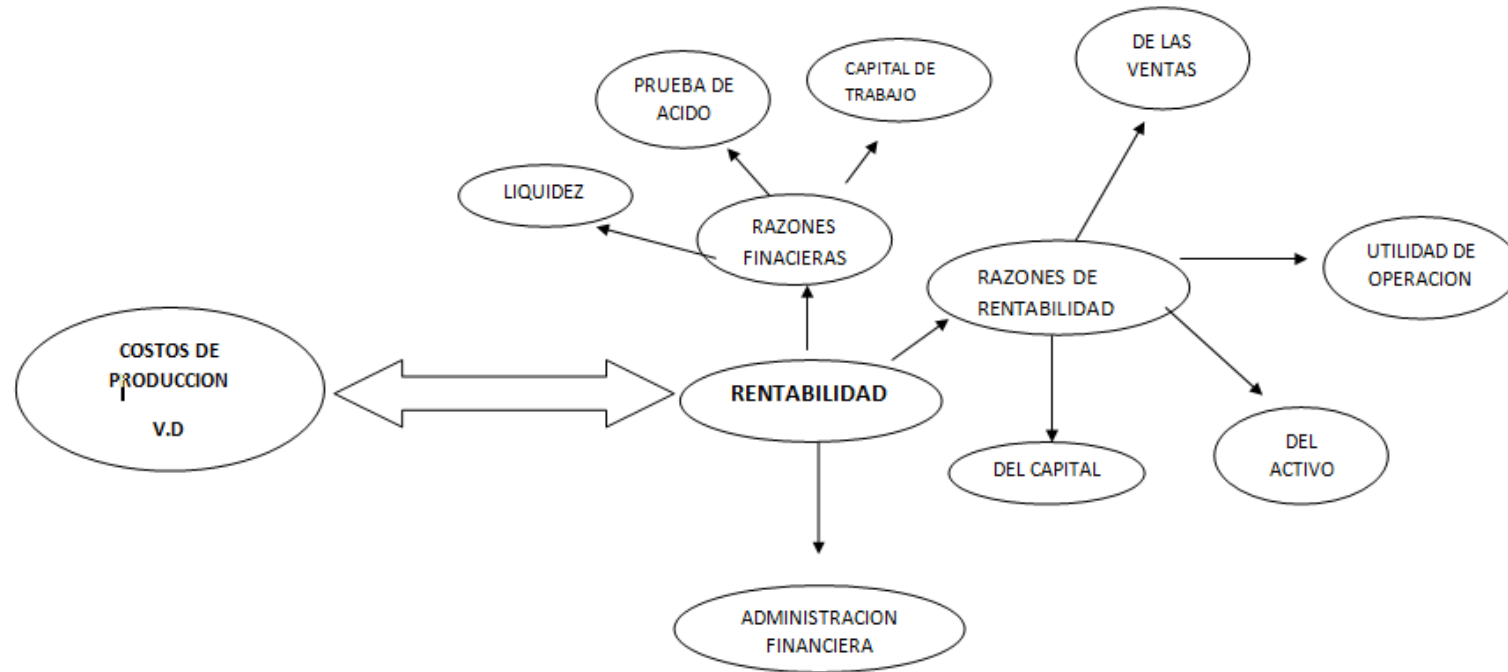 DE LAS
VENTAS
CAPITAL DE
TRABAJO
PRUEBA DE
ACIDO
LIQUIDEZ
RAZONES
FINACIERAS
UTILIDAD DE
OPERACION
RAZONES DE
RENTABILIDAD
COSTOS DE
PRODUCCION
V.D
RENTABILIDAD
DEL CAPITAL
DEL
ACTIVO
ADMINISTRACION
FINANCIERA